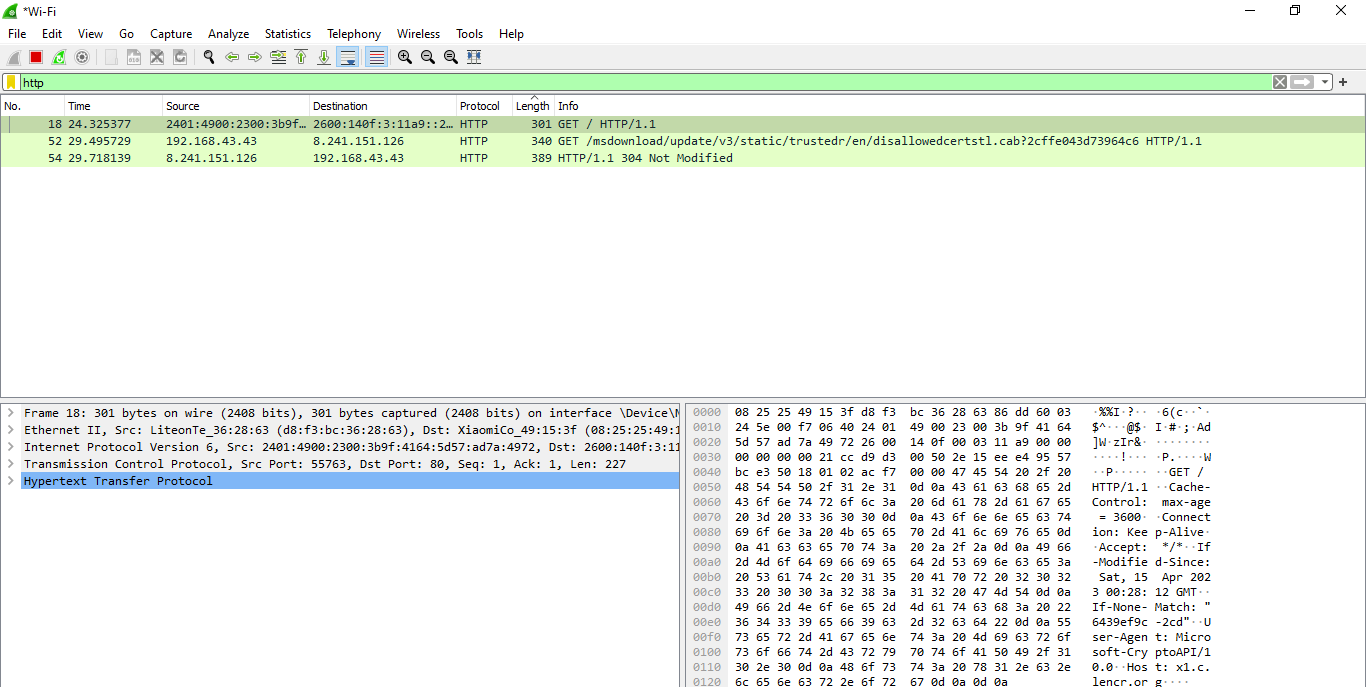 *Wi-Fi
File Edit View Go Capture Analyze Statistics Telephony Wireless Tools Help
http
No. Time Source Destination Protocol Length Info
18 24.325377 2401:4900:2300:3b9f… 2600:140f:3:11a9::2… HTTP 301 GET / HTTP/1.1
52 29.495729 192.168.43.43 8.241.151.126 HTTP 340 GET /msdownload/update/v3/static/trustedr/en/disallowedcertstl.cab?2cffe043d73964c6 HTTP/1.1
54 29.718139 8.241.151.126 192.168.43.43 HTTP 389 HTTP/1.1 304 Not Modified
Frame 18: 301 bytes on wire (2408 bits), 301 bytes captured (2408 bits) on interface \Device\N
Ethernet II, Src: LiteonTe_36:28:63 (d8:f3:bc:36:28:63), Dst: XiaomiCo_49:15:3f (08:25:25:49:1
Internet Protocol Version 6, Src: 2401:4900:2300:3b9f:4164:5d57:ad7a:4972, Dst: 2600:140f:3:11
Transmission Control Protocol, Src Port: 55763, Dst Port: 80, Seq: 1, Ack: 1, Len: 227
Hypertext Transfer Protocol
0000 08 25 25 49 15 3f d8 f3 bc 36 28 63 86 dd 60 03 ·%%I·?·· ·6(c··`·
0010 24 5e 00 f7 06 40 24 01 49 00 23 00 3b 9f 41 64 $^···@$· I·#·;·Ad
0020 5d 57 ad 7a 49 72 26 00 14 0f 00 03 11 a9 00 00 ]W·zIr&· ········
0030 00 00 00 00 21 cc d9 d3 00 50 2e 15 ee e4 95 57 ····!··· ·P.····W
0040 bc e3 50 18 01 02 ac f7 00 00 47 45 54 20 2f 20 ··P····· ··GET /
0050 48 54 54 50 2f 31 2e 31 0d 0a 43 61 63 68 65 2d HTTP/1.1 ··Cache-
0060 43 6f 6e 74 72 6f 6c 3a 20 6d 61 78 2d 61 67 65 Control: max-age
0070 20 3d 20 33 36 30 30 0d 0a 43 6f 6e 6e 65 63 74 = 3600· ·Connect
0080 69 6f 6e 3a 20 4b 65 65 70 2d 41 6c 69 76 65 0d ion: Kee p-Alive·
0090 0a 41 63 63 65 70 74 3a 20 2a 2f 2a 0d 0a 49 66 ·Accept: */*··If
00a0 2d 4d 6f 64 69 66 69 65 64 2d 53 69 6e 63 65 3a -Modifie d-Since:
00b0 20 53 61 74 2c 20 31 35 20 41 70 72 20 32 30 32 Sat, 15 Apr 202
00c0 33 20 30 30 3a 32 38 3a 31 32 20 47 4d 54 0d 0a 3 00:28: 12 GMT··
00d0 49 66 2d 4e 6f 6e 65 2d 4d 61 74 63 68 3a 20 22 If-None- Match: "
00e0 36 34 33 39 65 66 39 63 2d 32 63 64 22 0d 0a 55 6439ef9c -2cd"··U
00f0 73 65 72 2d 41 67 65 6e 74 3a 20 4d 69 63 72 6f ser-Agen t: Micro
0100 73 6f 66 74 2d 43 72 79 70 74 6f 41 50 49 2f 31 soft-Cry ptoAPI/1
0110 30 2e 30 0d 0a 48 6f 73 74 3a 20 78 31 2e 63 2e 0.0··Hos t: x1.c.
0120 6c 65 6e 63 72 2e 6f 72 67 0d 0a 0d 0a lencr.or g····